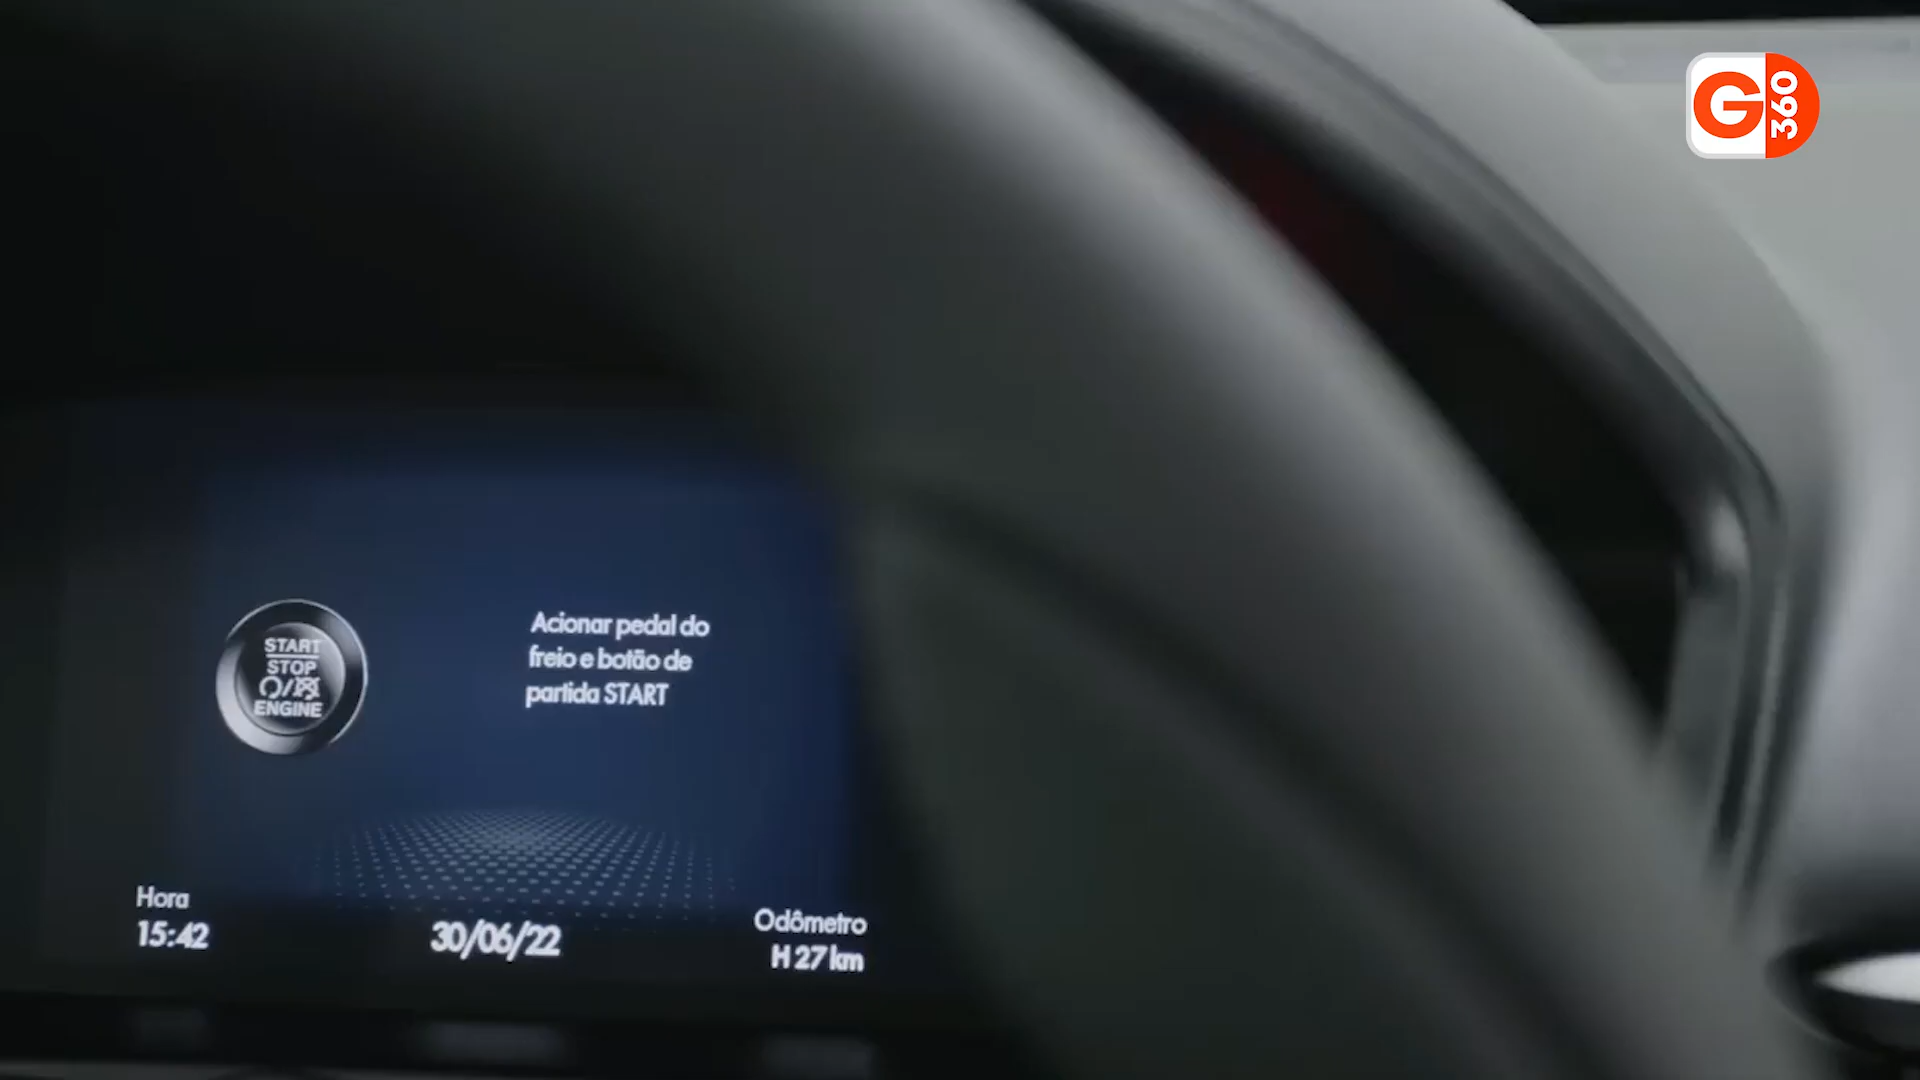 G360
START
STOP
ENGINE
Acionar pedal do
freio e botão de
partida START
Hora
15:42
30/06/22
Odômetro
H 27 km